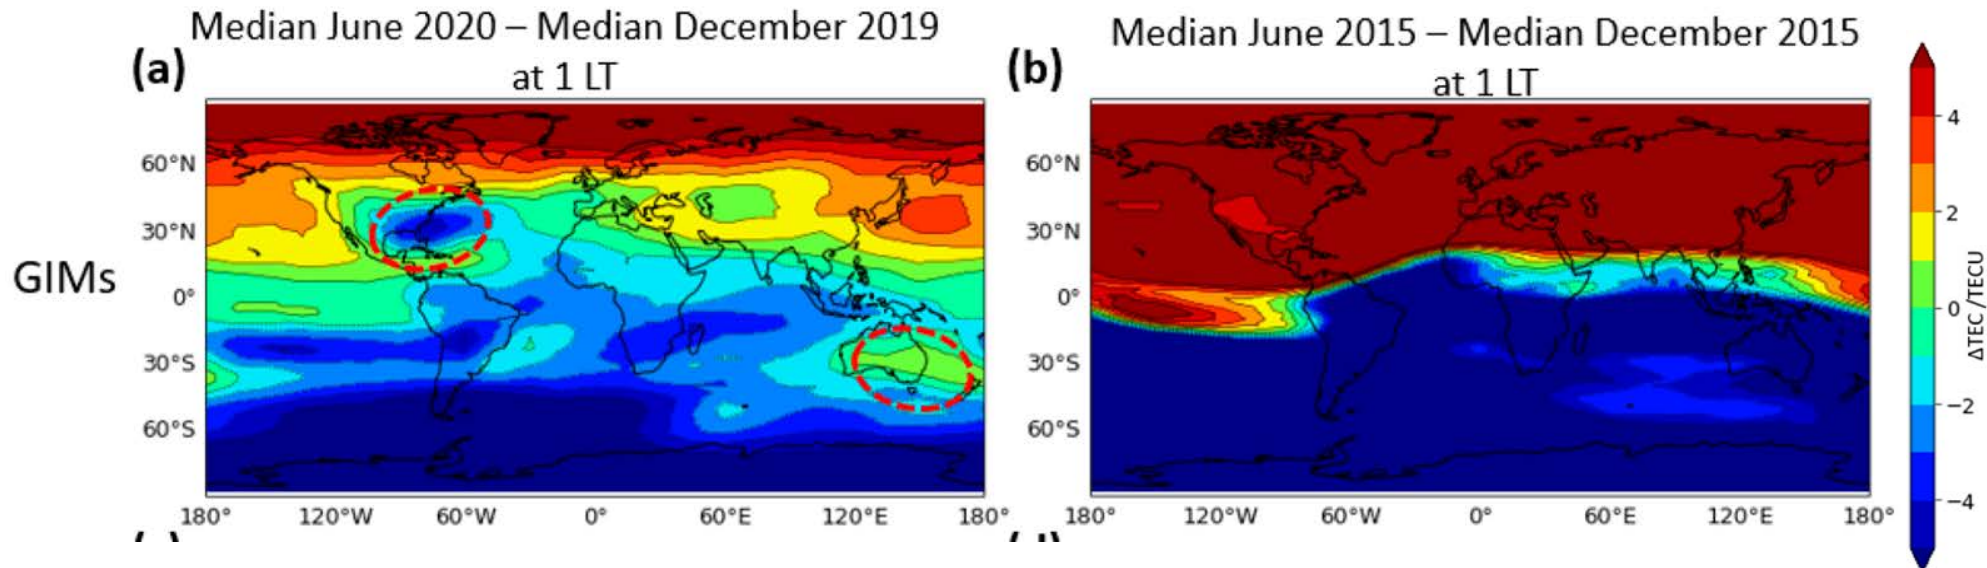 Median June 2020 – Median December 2019
at 1 LT
(a)
Median June 2015 – Median December 2015
at 1 LT
(b)
GIMs
60°N
30°N
0°
30°S
60°S
180° 120°W 60°W 0° 60°E 120°E 180°
60°N
30°N
0°
30°S
60°S
180° 120°W 60°W 0° 60°E 120°E 180°
4
2
0
−2
−4
ΔTEC /TECU